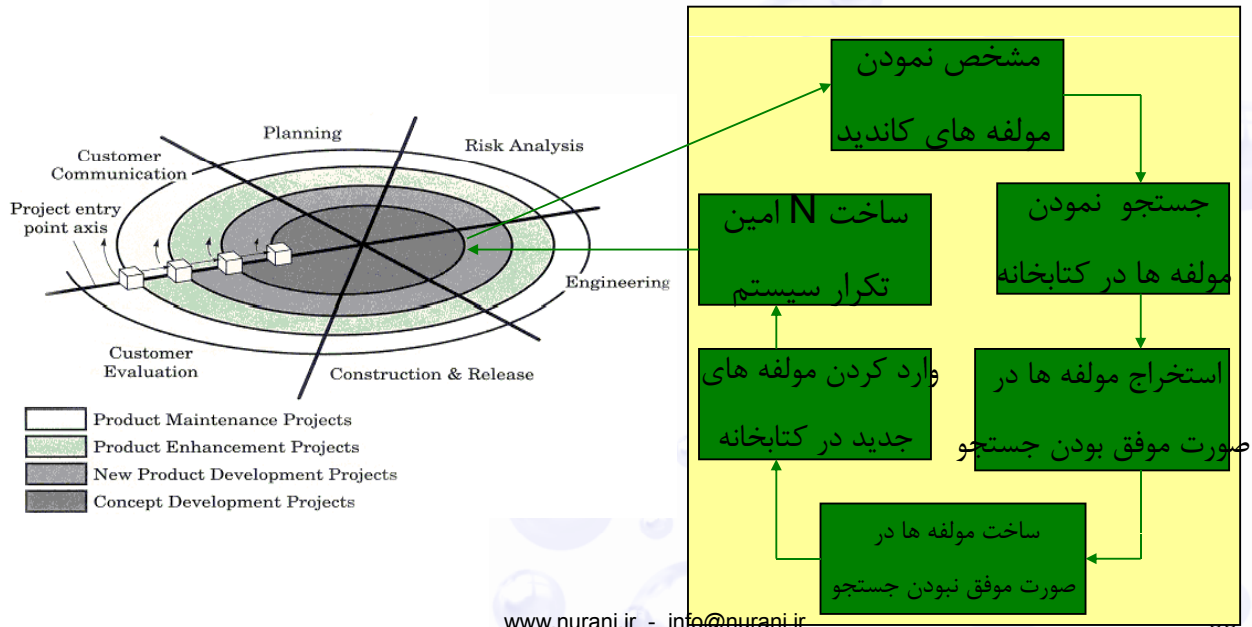 Planning
Risk Analysis
Customer
Communication
Project entry
point axis
Engineering
Customer
Evaluation
Construction & Release
Product Maintenance Projects
Product Enhancement Projects
New Product Development Projects
Concept Development Projects
مشخص نمودن
مولفه های کاندید
جستجو نمودن
مولفه ها در کتابخانه
استخراج مولفه ها در
صورت موفق بودن جستجو
ساخت مولفه ها در
صورت موفق نبودن جستجو
وارد کردن مولفه های
جدید در کتابخانه
ساخت N امین
تکرار سیستم
www.nurani.ir - info@nurani.ir